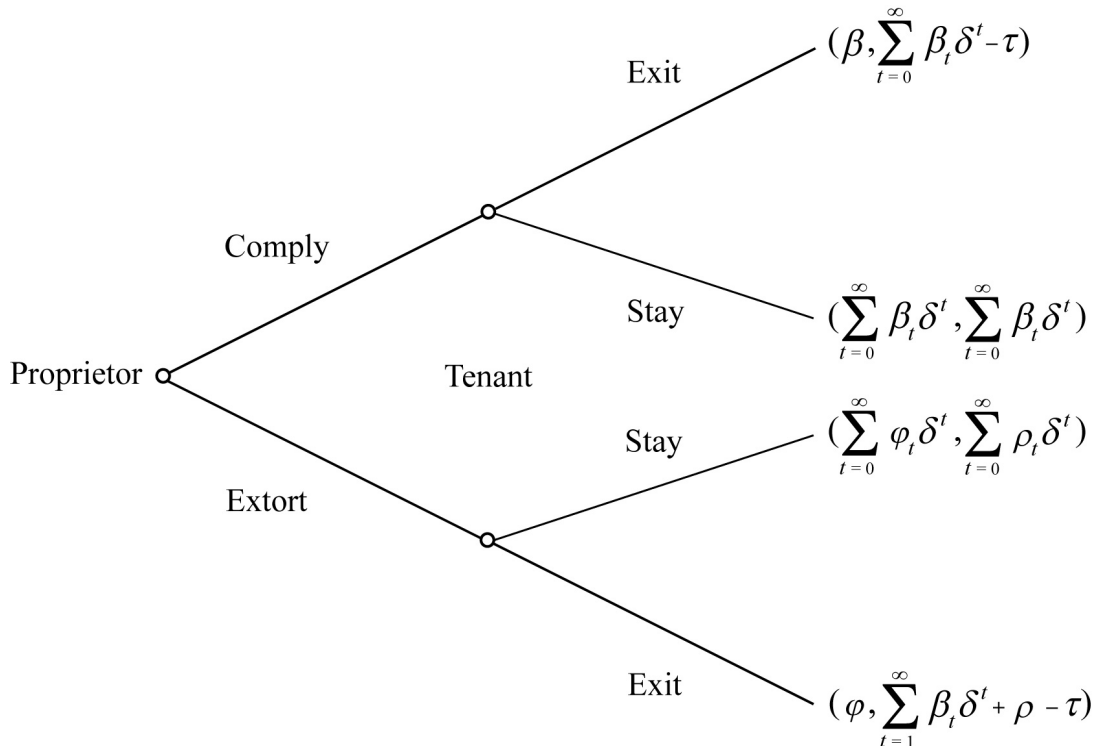 (β, ∑_{t=0}^{∞} β_t δ^t − τ)
Exit
Comply
Stay
(∑_{t=0}^{∞} β_t δ^t, ∑_{t=0}^{∞} β_t δ^t)
Proprietor
Tenant
Stay
(∑_{t=0}^{∞} φ_t δ^t, ∑_{t=0}^{∞} ρ_t δ^t)
Extort
Exit
(φ, ∑_{t=1}^{∞} β_t δ^t + ρ − τ)